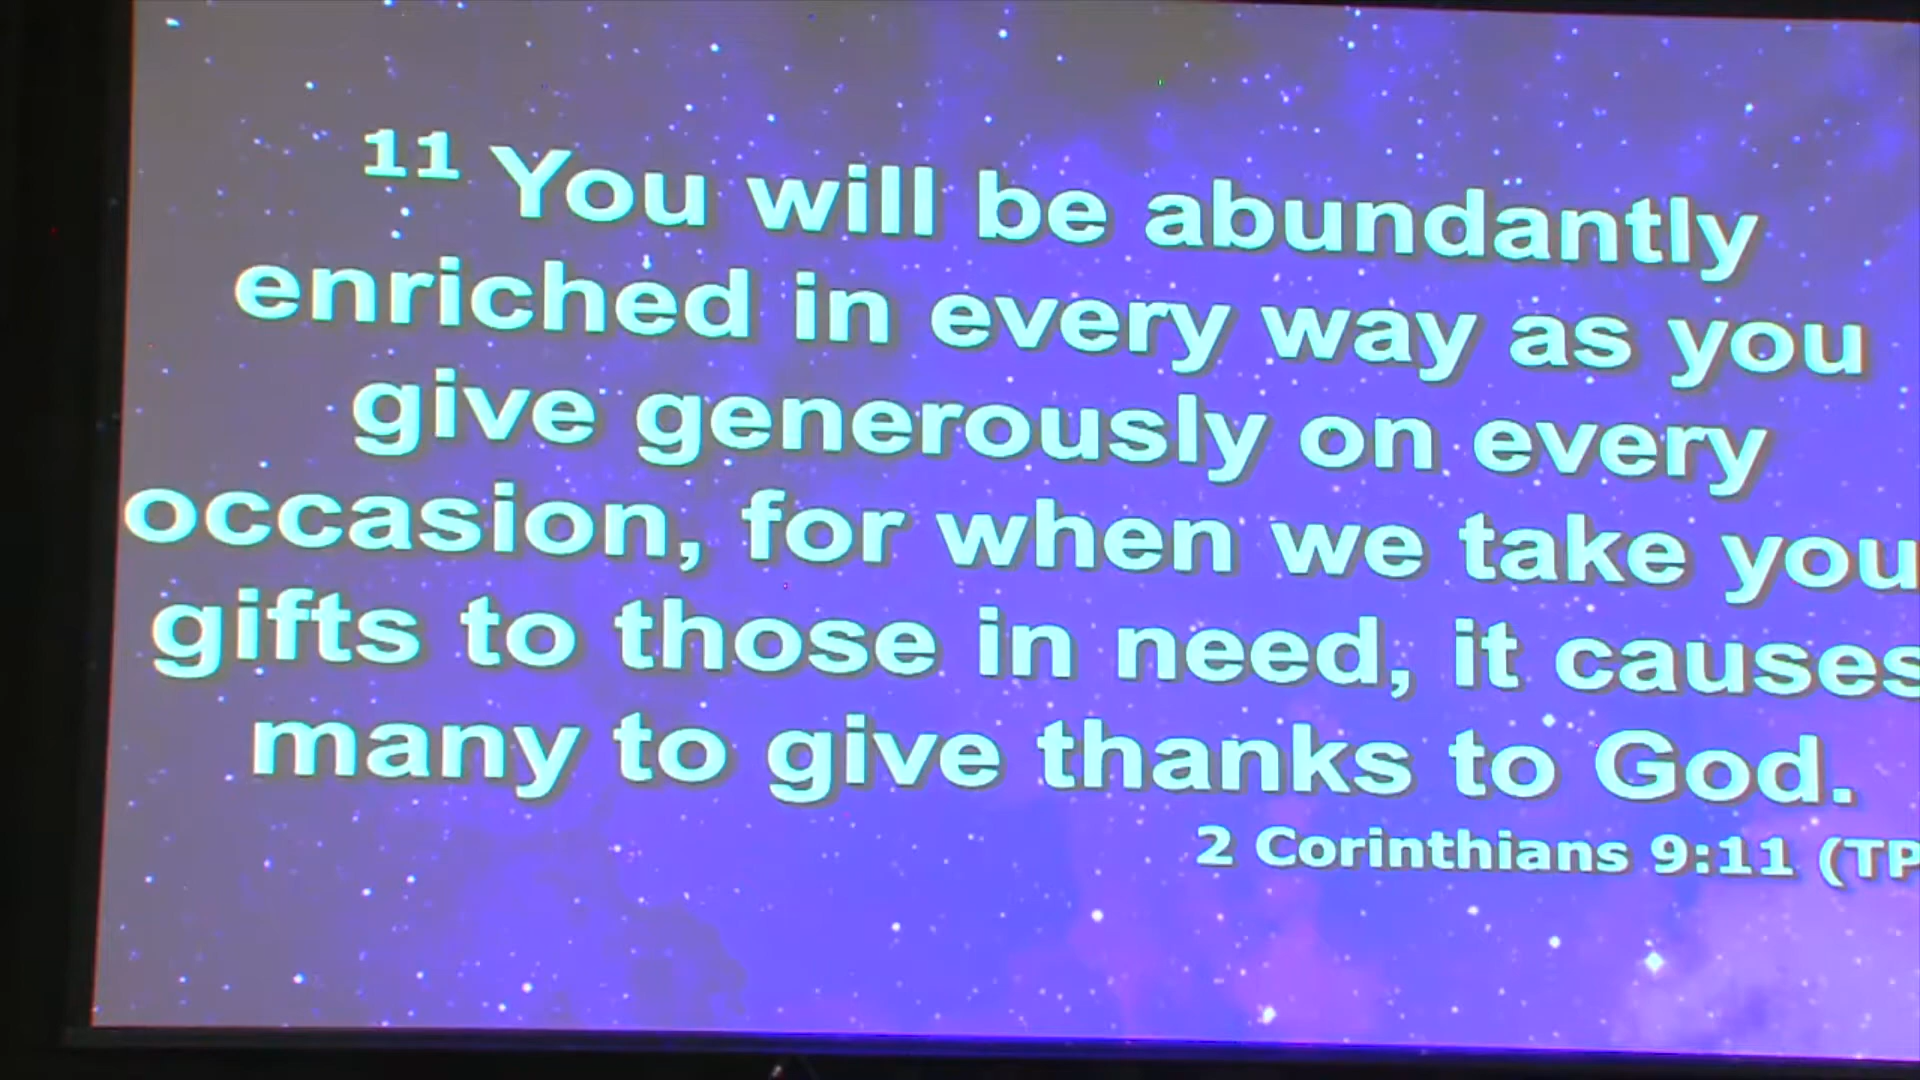 11 You will be abundantly
enriched in every way as you
give generously on every
occasion, for when we take you
gifts to those in need, it causes
many to give thanks to God.
2 Corinthians 9:11 (TP